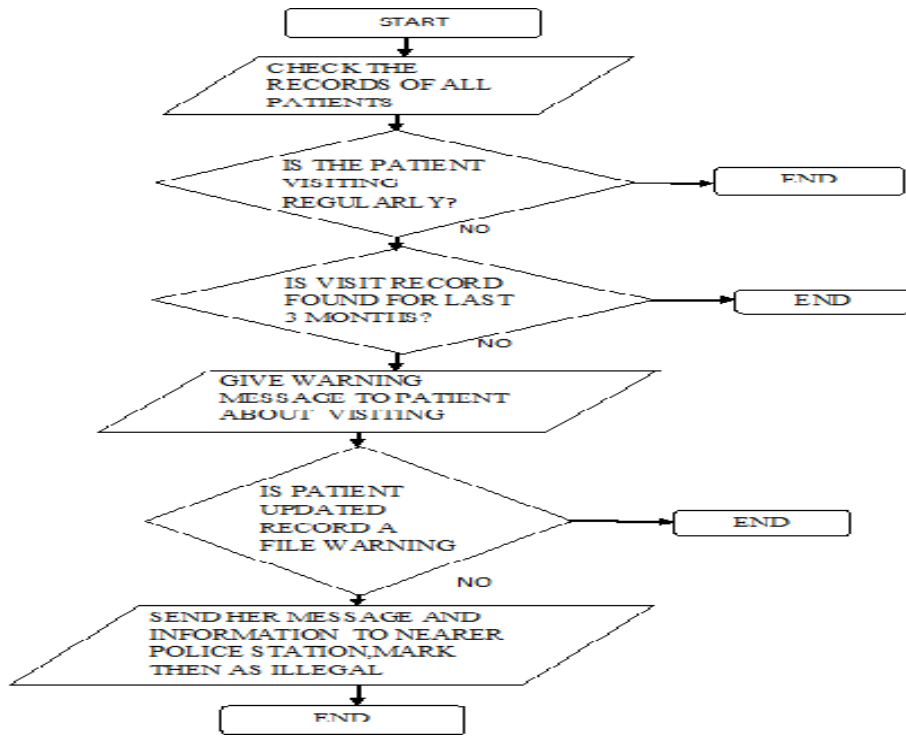 START
CHECK THE
RECORDS OF ALL
PATIENTS
IS THE PATIENT
VISITING
REGULARLY?
END
NO
IS VISIT RECORD
FOUND FOR LAST
3 MONTHS?
END
NO
GIVE WARNING
MESSAGE TO PATIENT
ABOUT VISITING
IS PATIENT
UPDATED
RECORD A
FILE WARNING
END
NO
SEND HER MESSAGE AND
INFORMATION TO NEARER
POLICE STATION,MARK
THEN AS ILLEGAL
END